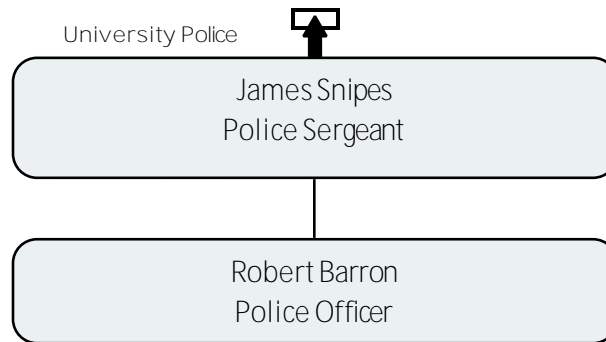 University Police
James Snipes
Police Sergeant
Robert Barron
Police Officer